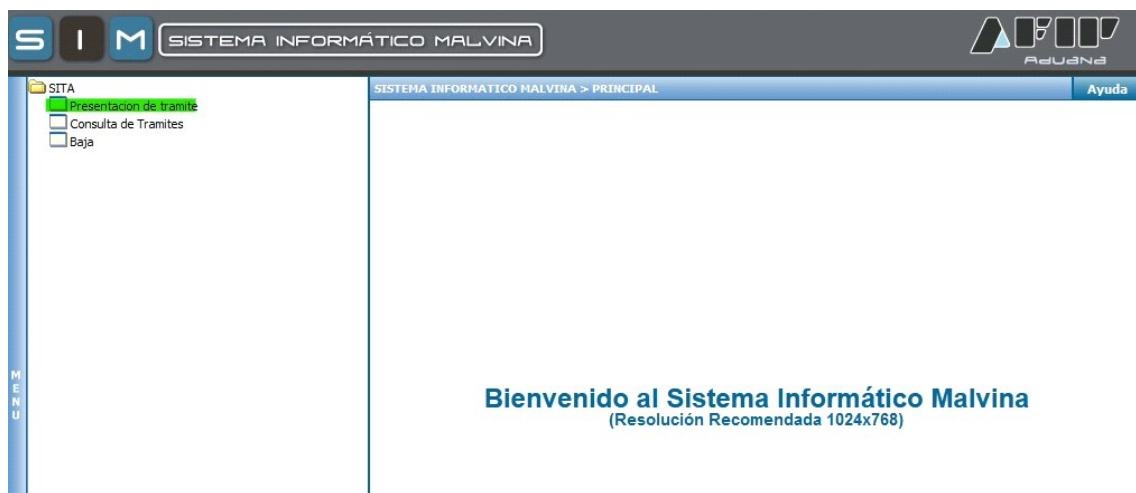 SIM SISTEMA INFORMÁTICO MALVINA
AFIP
Aduana
SITA
Presentacion de tramite
Consulta de Tramites
Baja
SISTEMA INFORMATICO MALVINA > PRINCIPAL
Ayuda
MENU
Bienvenido al Sistema Informático Malvina
(Resolución Recomendada 1024x768)